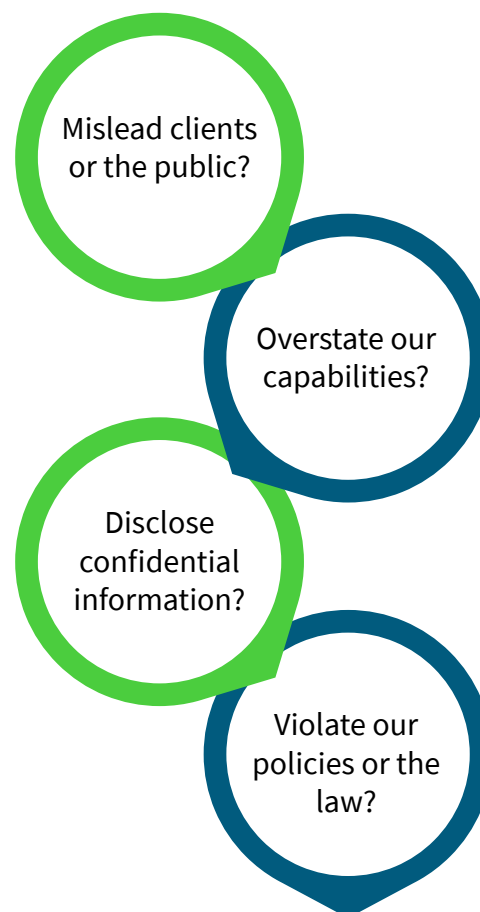 Mislead clients
or the public?
Overstate our
capabilities?
Disclose
confidential
information?
Violate our
policies or the
law?